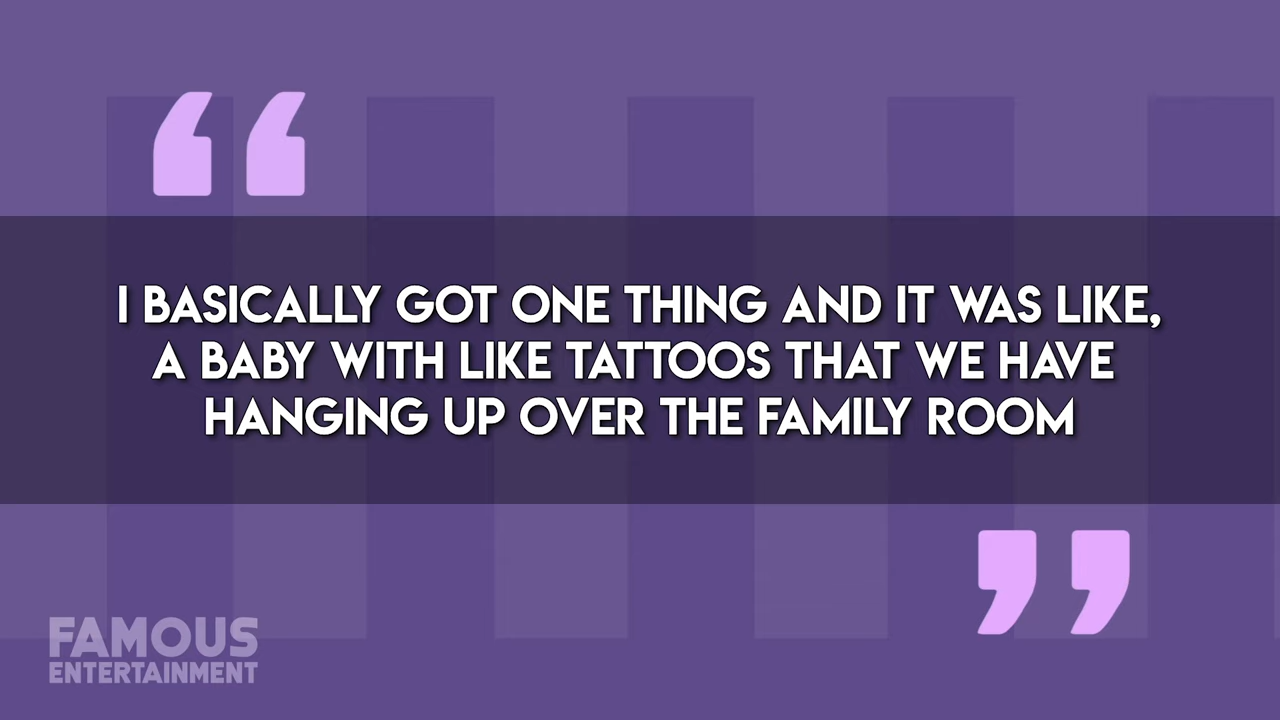 I BASICALLY GOT ONE THING AND IT WAS LIKE,
A BABY WITH LIKE TATTOOS THAT WE HAVE
HANGING UP OVER THE FAMILY ROOM
FAMOUS
ENTERTAINMENT